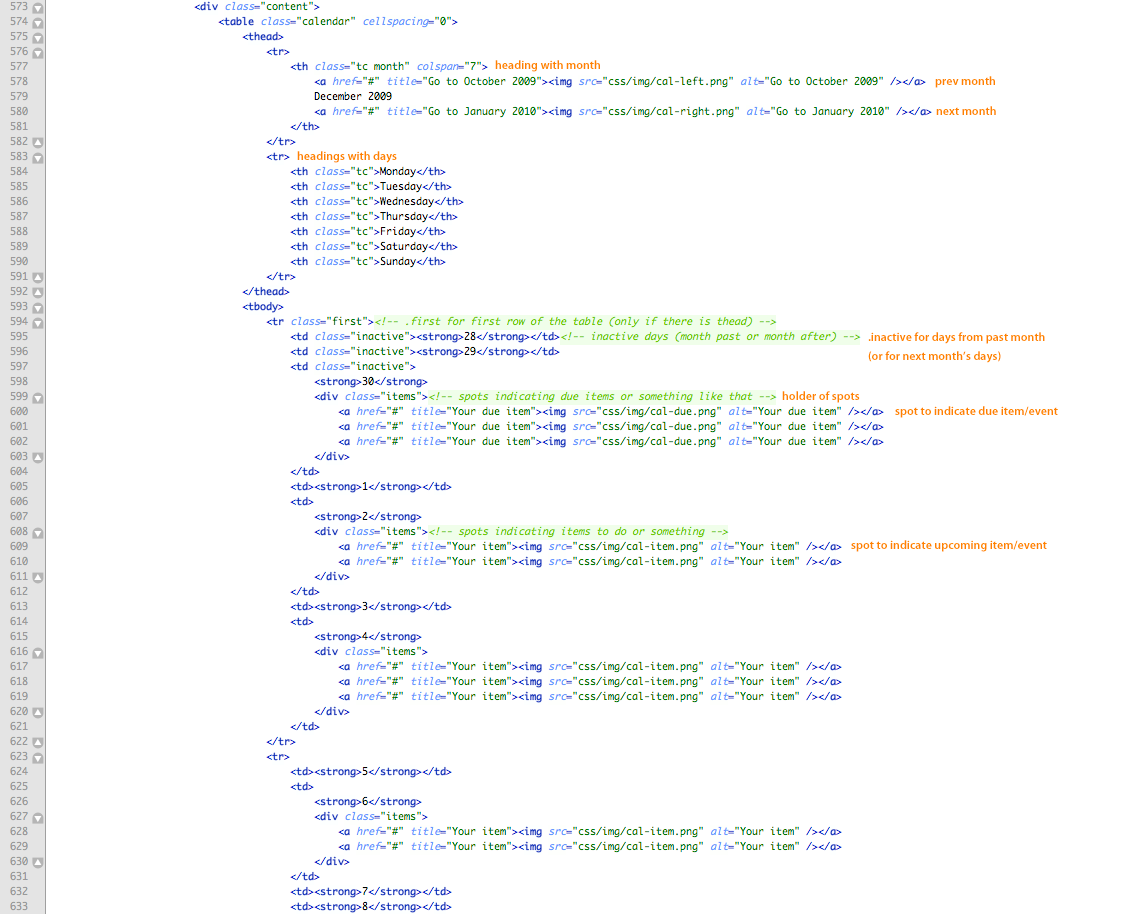 573 <div class="content">
574 <table class="calendar" cellspacing="0">
575 <thead>
576 <tr>
577 <th class="tc month" colspan="7"> heading with month
578 <a href="#" title="Go to October 2009"><img src="css/img/cal-left.png" alt="Go to October 2009" /></a> prev month
579 December 2009
580 <a href="#" title="Go to January 2010"><img src="css/img/cal-right.png" alt="Go to January 2010" /></a> next month
581 </th>
582 </tr>
583 <tr> headings with days
584 <th class="tc">Monday</th>
585 <th class="tc">Tuesday</th>
586 <th class="tc">Wednesday</th>
587 <th class="tc">Thursday</th>
588 <th class="tc">Friday</th>
589 <th class="tc">Saturday</th>
590 <th class="tc">Sunday</th>
591 </tr>
592 </thead>
593 <tbody>
594 <tr class="first"><!-- .first for first row of the table (only if there is thead) -->
595 <td class="inactive"><strong>28</strong></td><!-- inactive days (month past or month after) --> .inactive for days from past month
596 <td class="inactive"><strong>29</strong></td> (or for next month's days)
597 <td class="inactive">
598 <strong>30</strong>
599 <div class="items"><!-- spots indicating due items or something like that --> holder of spots
600 <a href="#" title="Your due item"><img src="css/img/cal-due.png" alt="Your due item" /></a> spot to indicate due item/event
601 <a href="#" title="Your due item"><img src="css/img/cal-due.png" alt="Your due item" /></a>
602 <a href="#" title="Your due item"><img src="css/img/cal-due.png" alt="Your due item" /></a>
603 </div>
604 </td>
605 <td><strong>1</strong></td>
606 <td>
607 <strong>2</strong>
608 <div class="items"><!-- spots indicating items to do or something -->
609 <a href="#" title="Your item"><img src="css/img/cal-item.png" alt="Your item" /></a> spot to indicate upcoming item/event
610 <a href="#" title="Your item"><img src="css/img/cal-item.png" alt="Your item" /></a>
611 </div>
612 </td>
613 <td><strong>3</strong></td>
614 <td>
615 <strong>4</strong>
616 <div class="items">
617 <a href="#" title="Your item"><img src="css/img/cal-item.png" alt="Your item" /></a>
618 <a href="#" title="Your item"><img src="css/img/cal-item.png" alt="Your item" /></a>
619 <a href="#" title="Your item"><img src="css/img/cal-item.png" alt="Your item" /></a>
620 </div>
621 </td>
622 </tr>
623 <tr>
624 <td><strong>5</strong></td>
625 <td>
626 <strong>6</strong>
627 <div class="items">
628 <a href="#" title="Your item"><img src="css/img/cal-item.png" alt="Your item" /></a>
629 <a href="#" title="Your item"><img src="css/img/cal-item.png" alt="Your item" /></a>
630 </div>
631 </td>
632 <td><strong>7</strong></td>
633 <td><strong>8</strong></td>